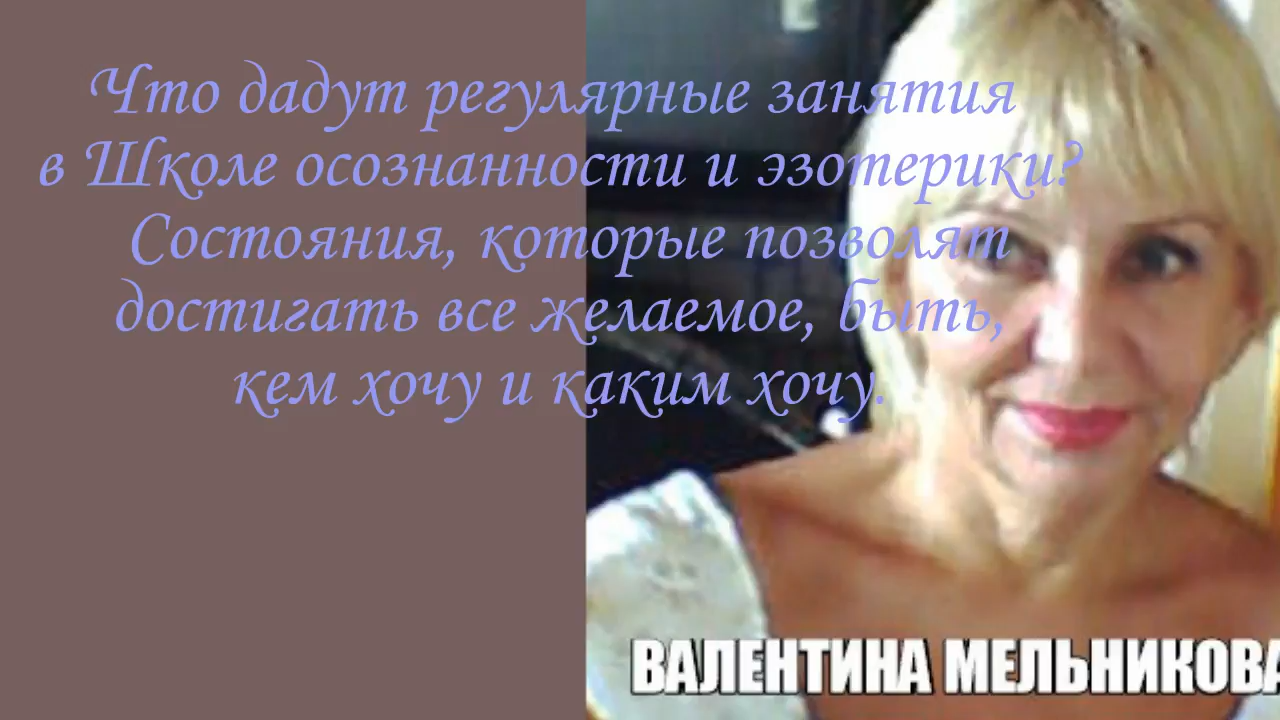 Что дадут регулярные занятия
в Школе осознанности и эзотерики?
Состояния, которые позволят
достигать все желаемое, быть,
кем хочу и каким хочу.
ВАЛЕНТИНА МЕЛЬНИКОВА